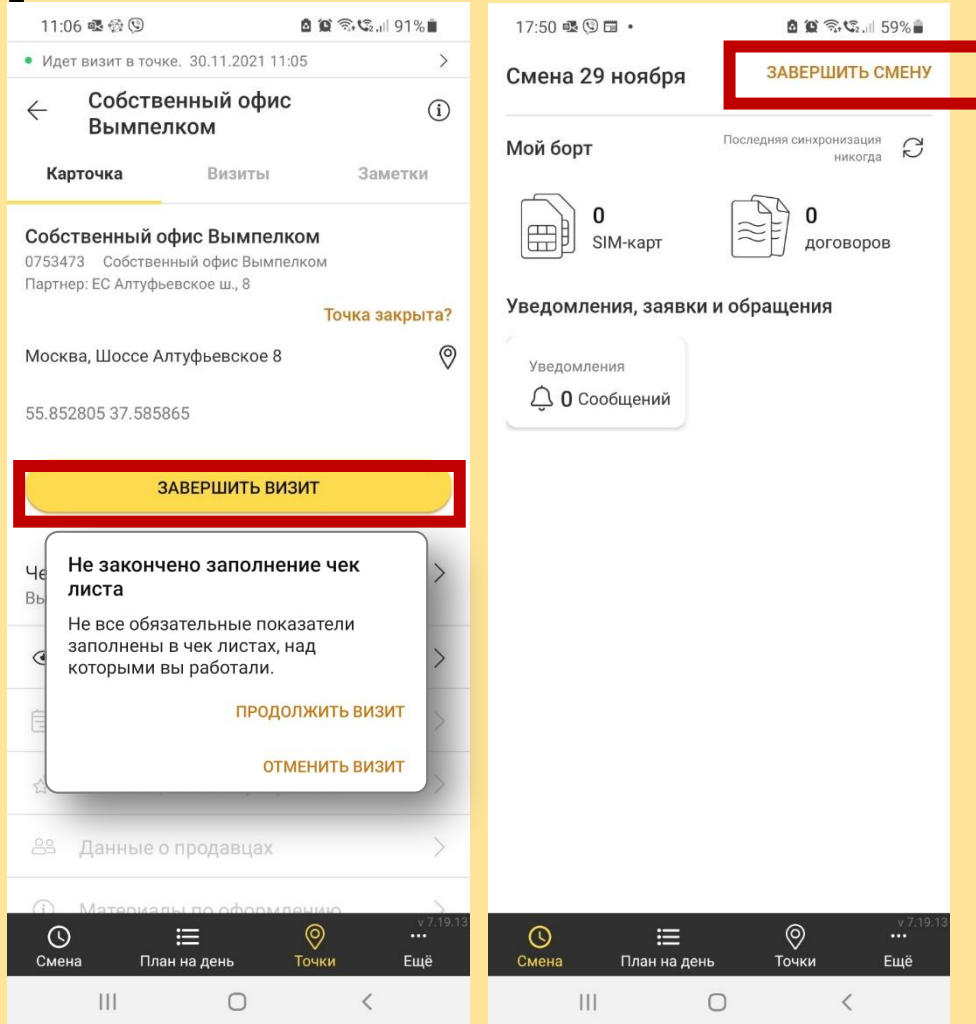 11:06
91%
Идет визит в точке. 30.11.2021 11:05
Собственный офис
Вымпелком
Карточка Визиты Заметки
Собственный офис Вымпелком
0753473 Собственный офис Вымпелком
Партнер: ЕС Алтуфьевское ш., 8
Точка закрыта?
Москва, Шоссе Алтуфьевское 8
55.852805 37.585865
ЗАВЕРШИТЬ ВИЗИТ
Че
Вы
Не закончено заполнение чек
листа
Не все обязательные показатели
заполнены в чек листах, над
которыми вы работали.
ПРОДОЛЖИТЬ ВИЗИТ
ОТМЕНИТЬ ВИЗИТ
Данные о продавцах
Материалы по оформлению
v 7.19.13
Смена План на день Точки Ещё
17:50
59%
Смена 29 ноября
ЗАВЕРШИТЬ СМЕНУ
Мой борт
Последняя синхронизация
никогда
0
SIM-карт
0
договоров
Уведомления, заявки и обращения
Уведомления
0 Сообщений
v 7.19.13
Смена План на день Точки Ещё